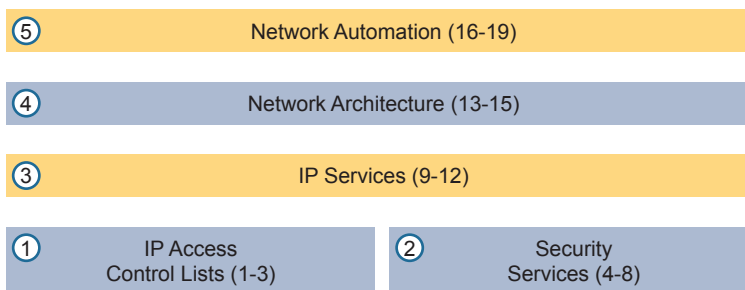 5 Network Automation (16-19)
4 Network Architecture (13-15)
3 IP Services (9-12)
1 IP Access
Control Lists (1-3)
2 Security
Services (4-8)